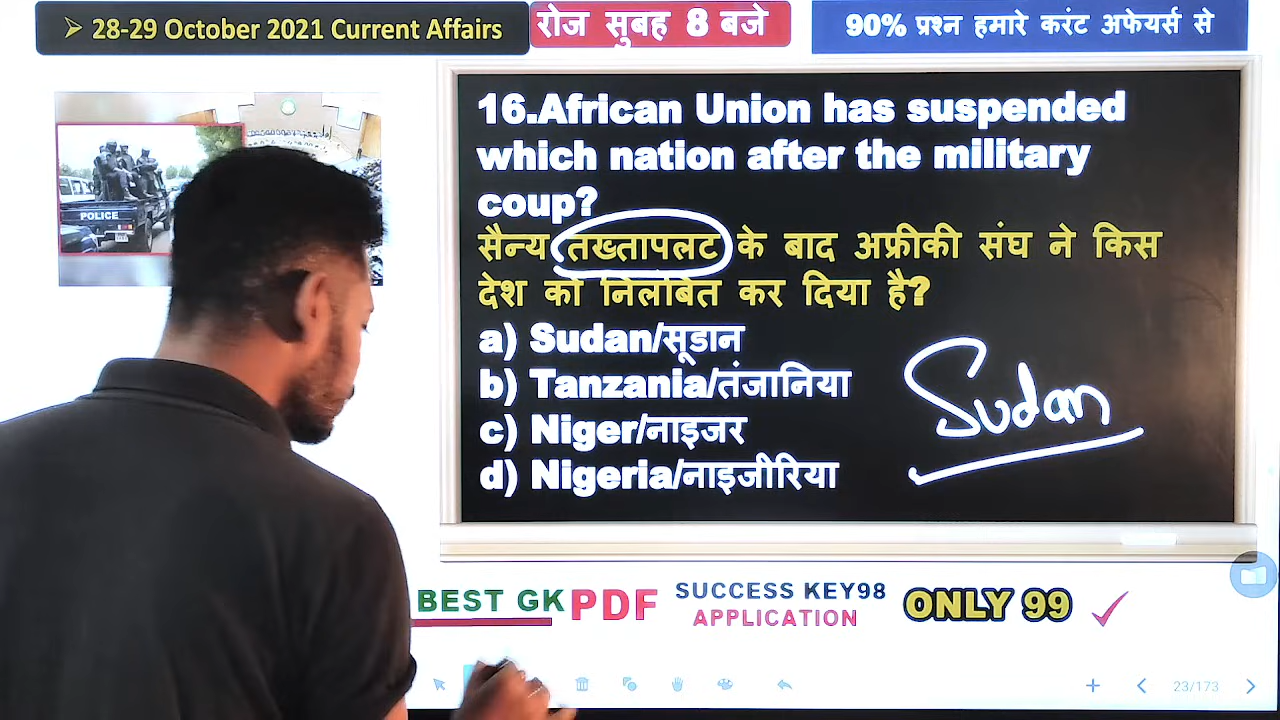 ➤ 28-29 October 2021 Current Affairs
रोज सुबह 8 बजे
90% प्रश्न हमारे करंट अफेयर्स से
POLICE
16.African Union has suspended
which nation after the military
coup?
सैन्य तख्तापलट के बाद अफ्रीकी संघ ने किस
देश को निलंबित कर दिया है?
a) Sudan/सूडान
b) Tanzania/तंजानिया
c) Niger/नाइजर
d) Nigeria/नाइजीरिया
Sudan
BEST GK PDF
SUCCESS KEY98
APPLICATION
ONLY 99
23/173